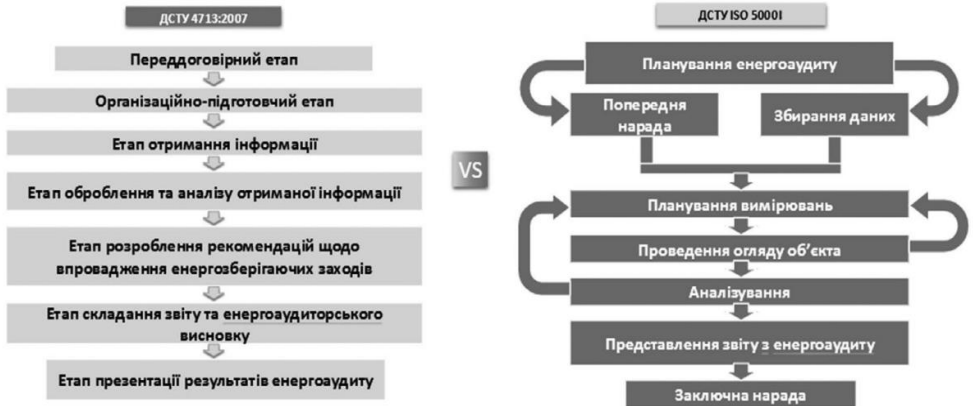 ДСТУ 4713:2007
Переддоговірний етап
Організаційно-підготовчий етап
Етап отримання інформації
Етап оброблення та аналізу отриманої інформації
Етап розроблення рекомендацій щодо
впровадження енергозберігаючих заходів
Етап складання звіту та енергоаудиторського
висновку
Етап презентації результатів енергоаудиту
VS
ДСТУ ISO 50001
Планування енергоаудиту
Попередня
нарада
Збирання даних
Планування вимірювань
Проведення огляду об’єкта
Аналізування
Представлення звіту з енергоаудиту
Заключна нарада